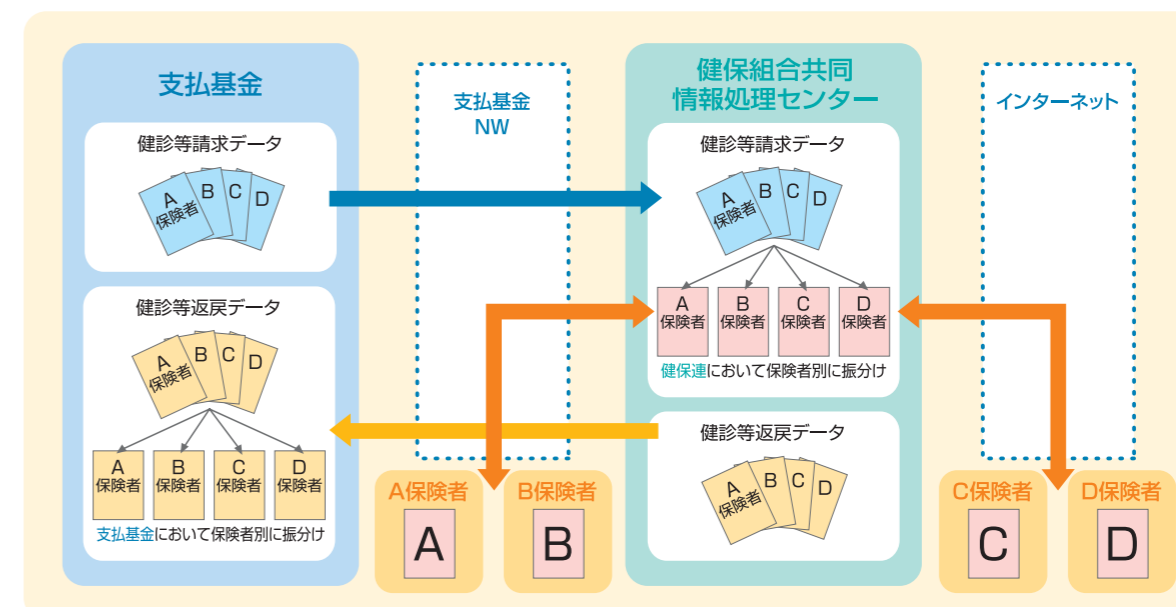 支払基金
健診等請求データ
A
保険者
B
C
D
健診等返戻データ
A
保険者
B
C
D
A
保険者
B
保険者
C
保険者
D
保険者
支払基金において保険者別に振分け
支払基金
NW
A保険者
A
B保険者
B
健保組合共同
情報処理センター
健診等請求データ
A
保険者
B
C
D
A
保険者
B
保険者
C
保険者
D
保険者
健保連において保険者別に振分け
健診等返戻データ
A
保険者
B
C
D
インターネット
C保険者
C
D保険者
D